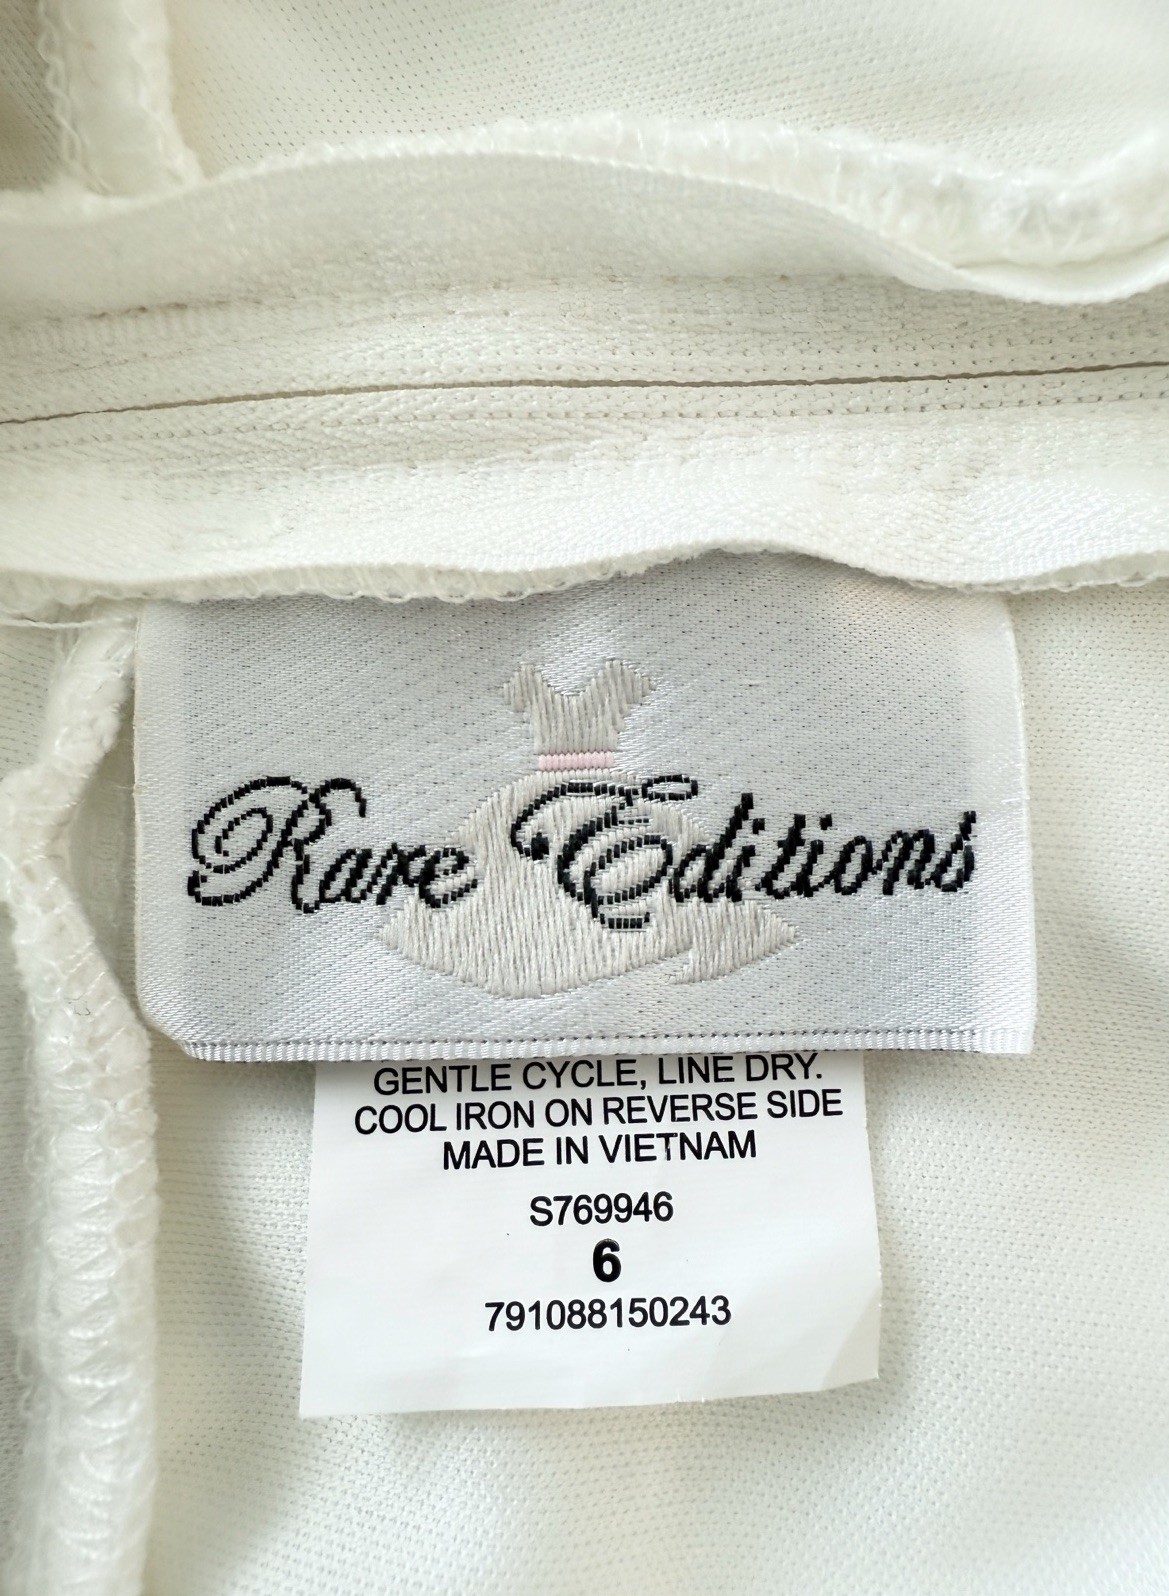 Rare Editions
GENTLE CYCLE, LINE DRY.
COOL IRON ON REVERSE SIDE
MADE IN VIETNAM
S769946
6
791088150243